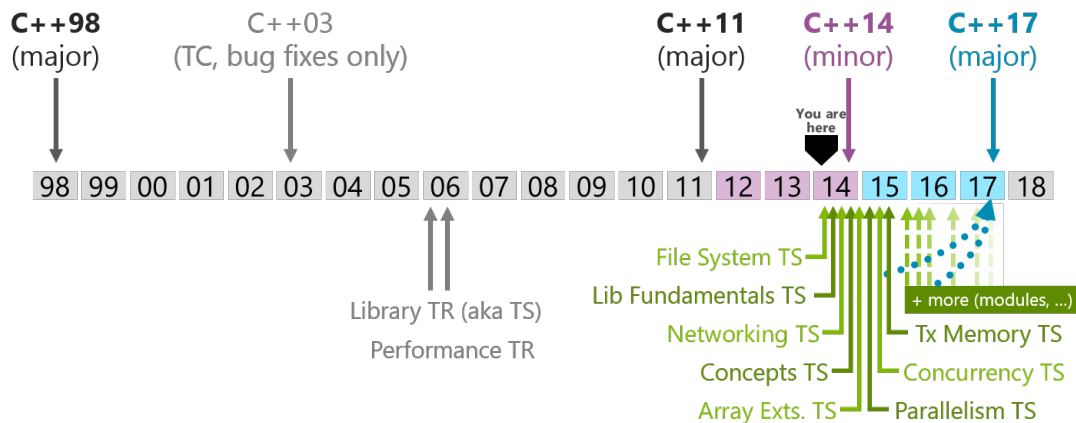 C++98
(major)
C++03
(TC, bug fixes only)
C++11
(major)
C++14
(minor)
C++17
(major)
You are
here
98 99 00 01 02 03 04 05 06 07 08 09 10 11 12 13 14 15 16 17 18
File System TS
Lib Fundamentals TS
+ more (modules, ...)
Library TR (aka TS)
Networking TS
Tx Memory TS
Performance TR
Concepts TS
Concurrency TS
Array Exts. TS
Parallelism TS